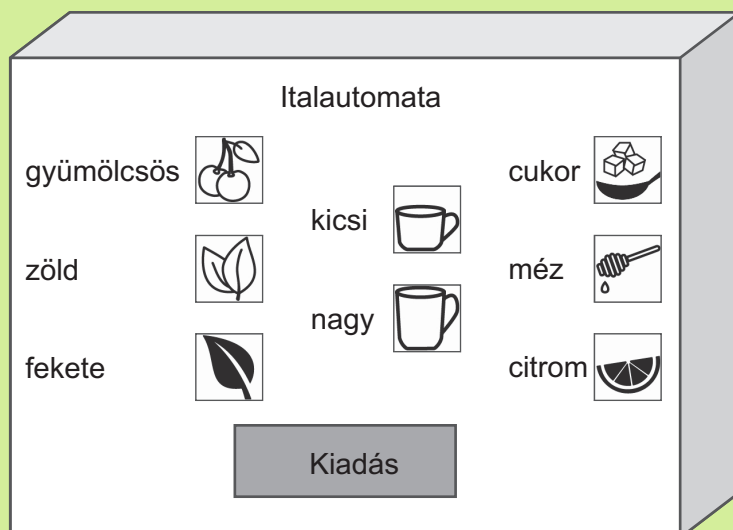 Italautomata
gyümölcsös
cukor
kicsi
zöld
méz
nagy
fekete
citrom
Kiadás